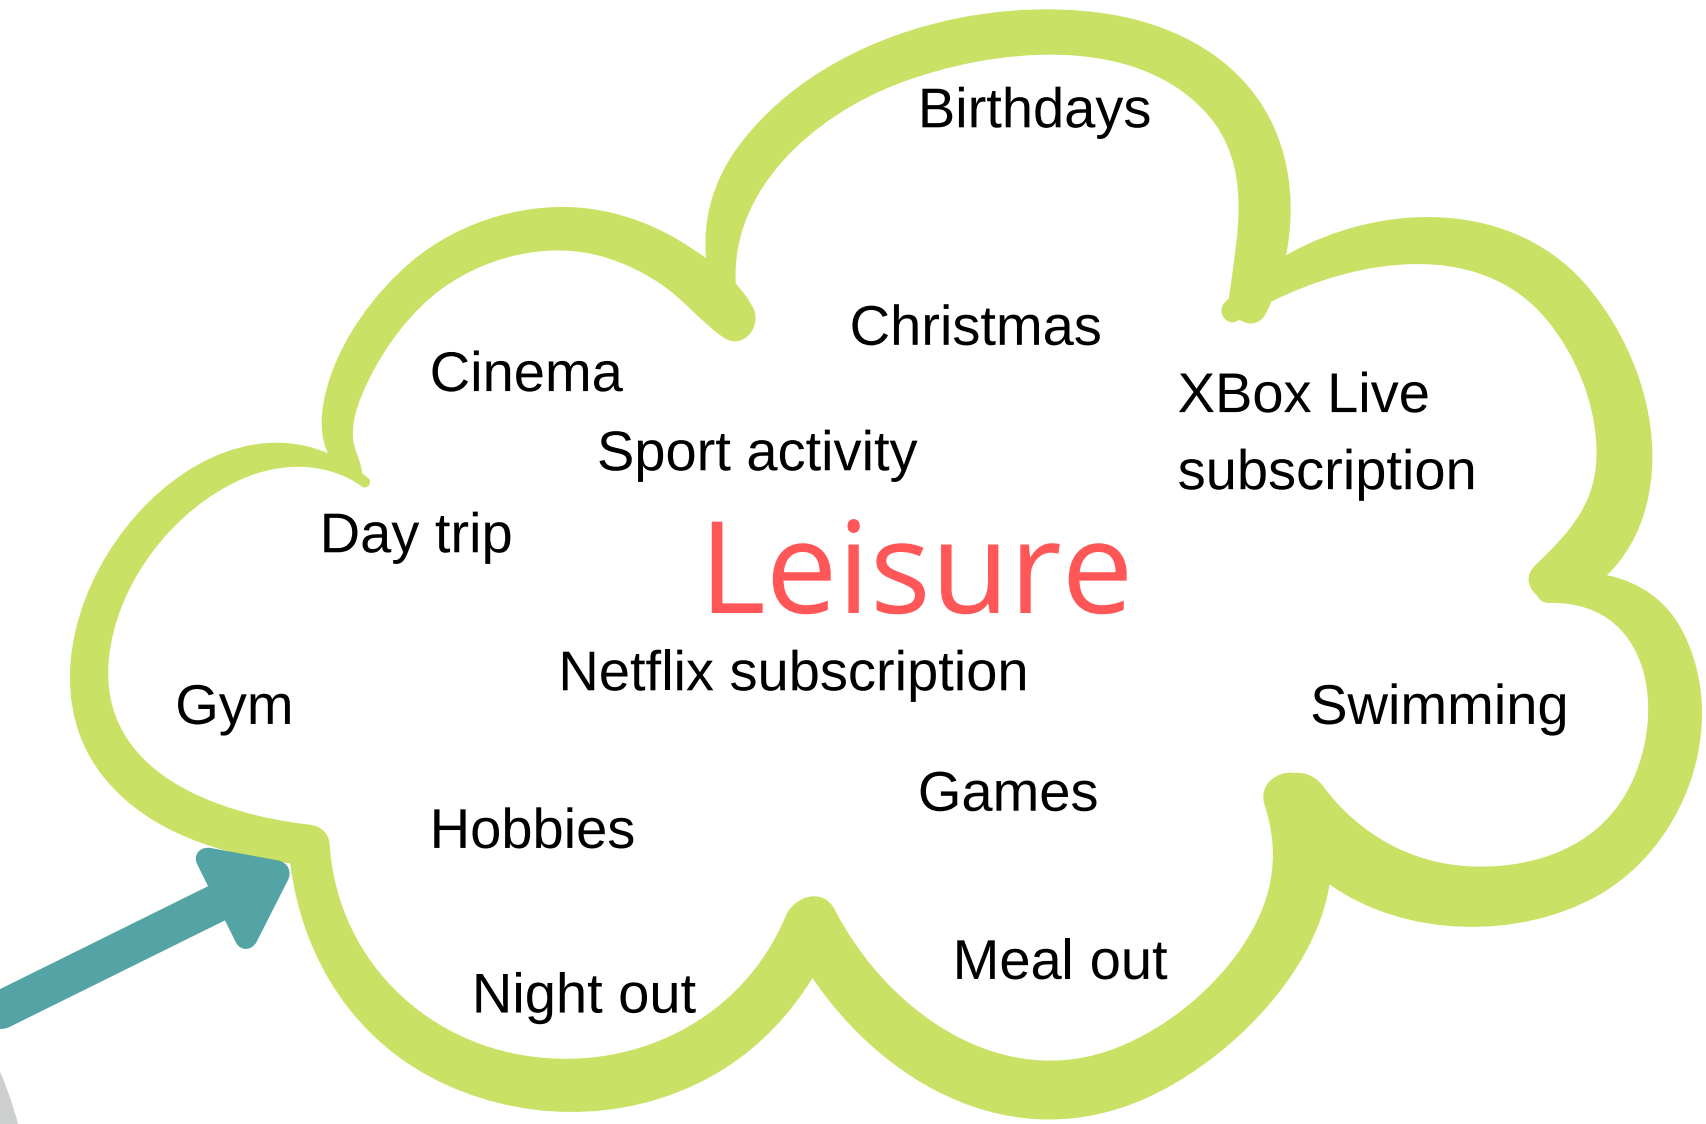 Birthdays
Christmas
Cinema
XBox Live
subscription
Sport activity
Day trip
Leisure
Netflix subscription
Gym
Swimming
Games
Hobbies
Meal out
Night out